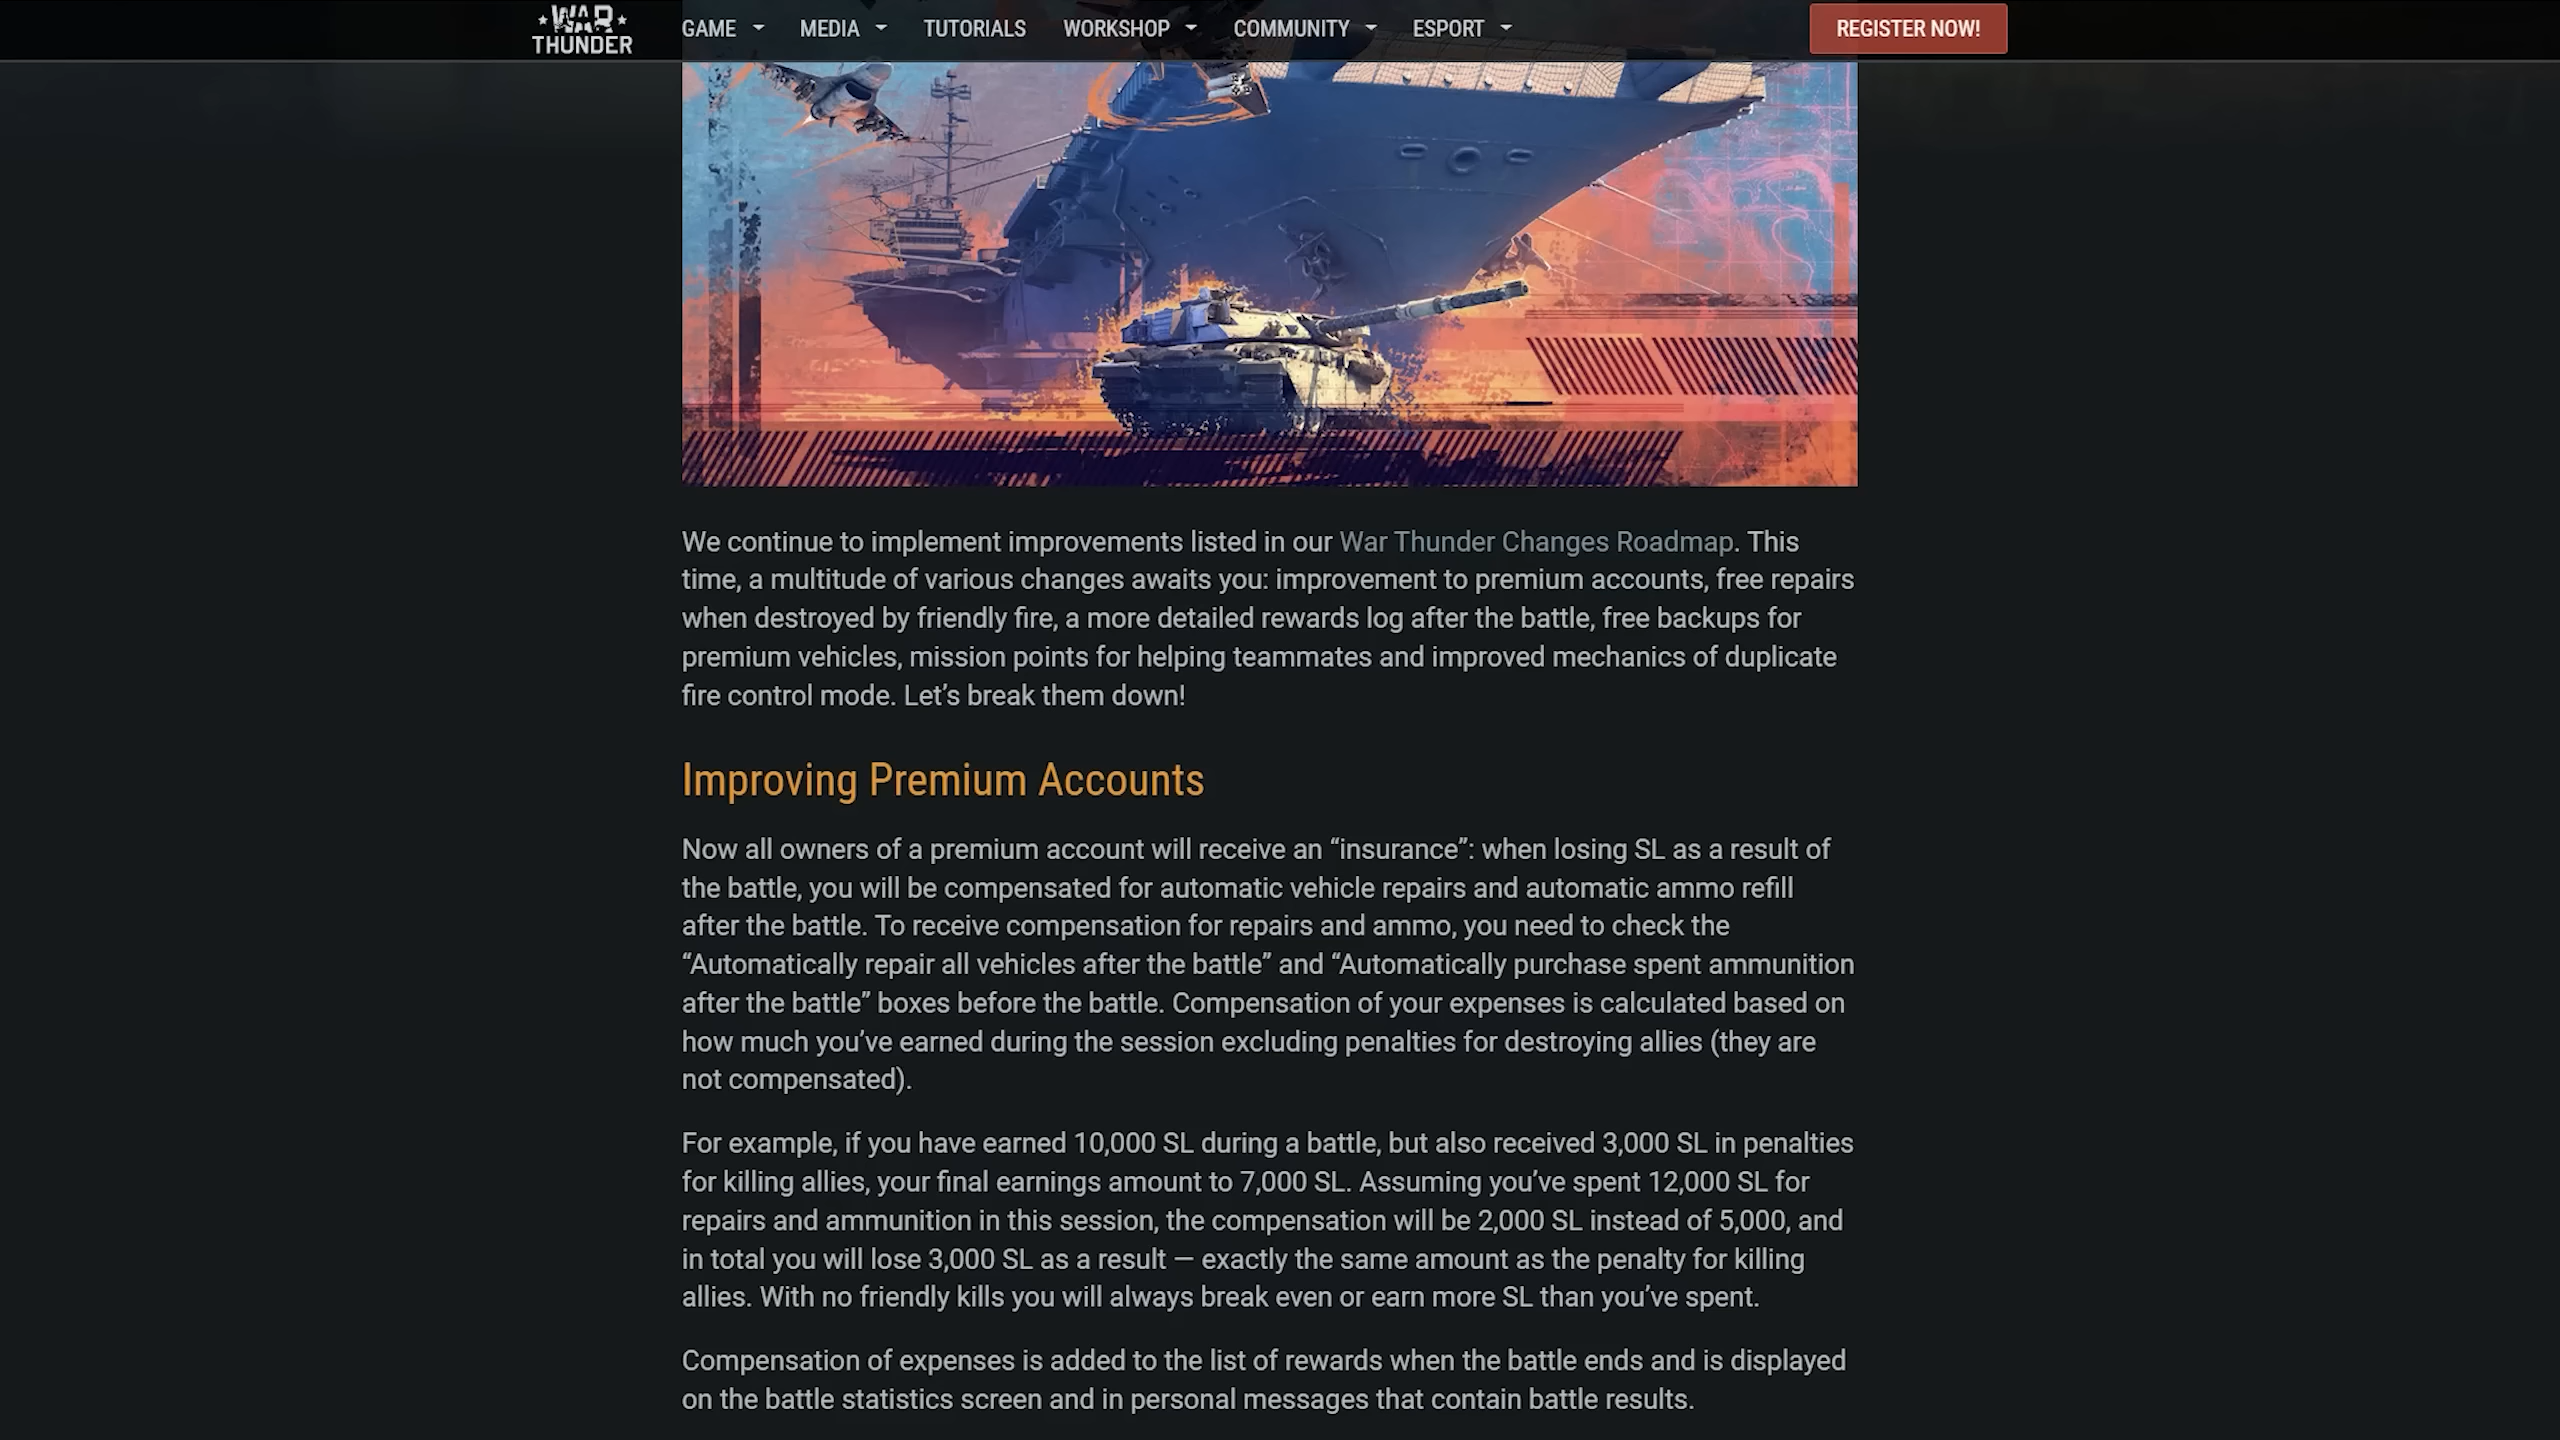 WAR
THUNDER
GAME
MEDIA
TUTORIALS
WORKSHOP
COMMUNITY
ESPORT
REGISTER NOW!
We continue to implement improvements listed in our War Thunder Changes Roadmap. This
time, a multitude of various changes awaits you: improvement to premium accounts, free repairs
when destroyed by friendly fire, a more detailed rewards log after the battle, free backups for
premium vehicles, mission points for helping teammates and improved mechanics of duplicate
fire control mode. Let’s break them down!
Improving Premium Accounts
Now all owners of a premium account will receive an “insurance”: when losing SL as a result of
the battle, you will be compensated for automatic vehicle repairs and automatic ammo refill
after the battle. To receive compensation for repairs and ammo, you need to check the
“Automatically repair all vehicles after the battle” and “Automatically purchase spent ammunition
after the battle” boxes before the battle. Compensation of your expenses is calculated based on
how much you’ve earned during the session excluding penalties for destroying allies (they are
not compensated).
For example, if you have earned 10,000 SL during a battle, but also received 3,000 SL in penalties
for killing allies, your final earnings amount to 7,000 SL. Assuming you’ve spent 12,000 SL for
repairs and ammunition in this session, the compensation will be 2,000 SL instead of 5,000, and
in total you will lose 3,000 SL as a result — exactly the same amount as the penalty for killing
allies. With no friendly kills you will always break even or earn more SL than you’ve spent.
Compensation of expenses is added to the list of rewards when the battle ends and is displayed
on the battle statistics screen and in personal messages that contain battle results.